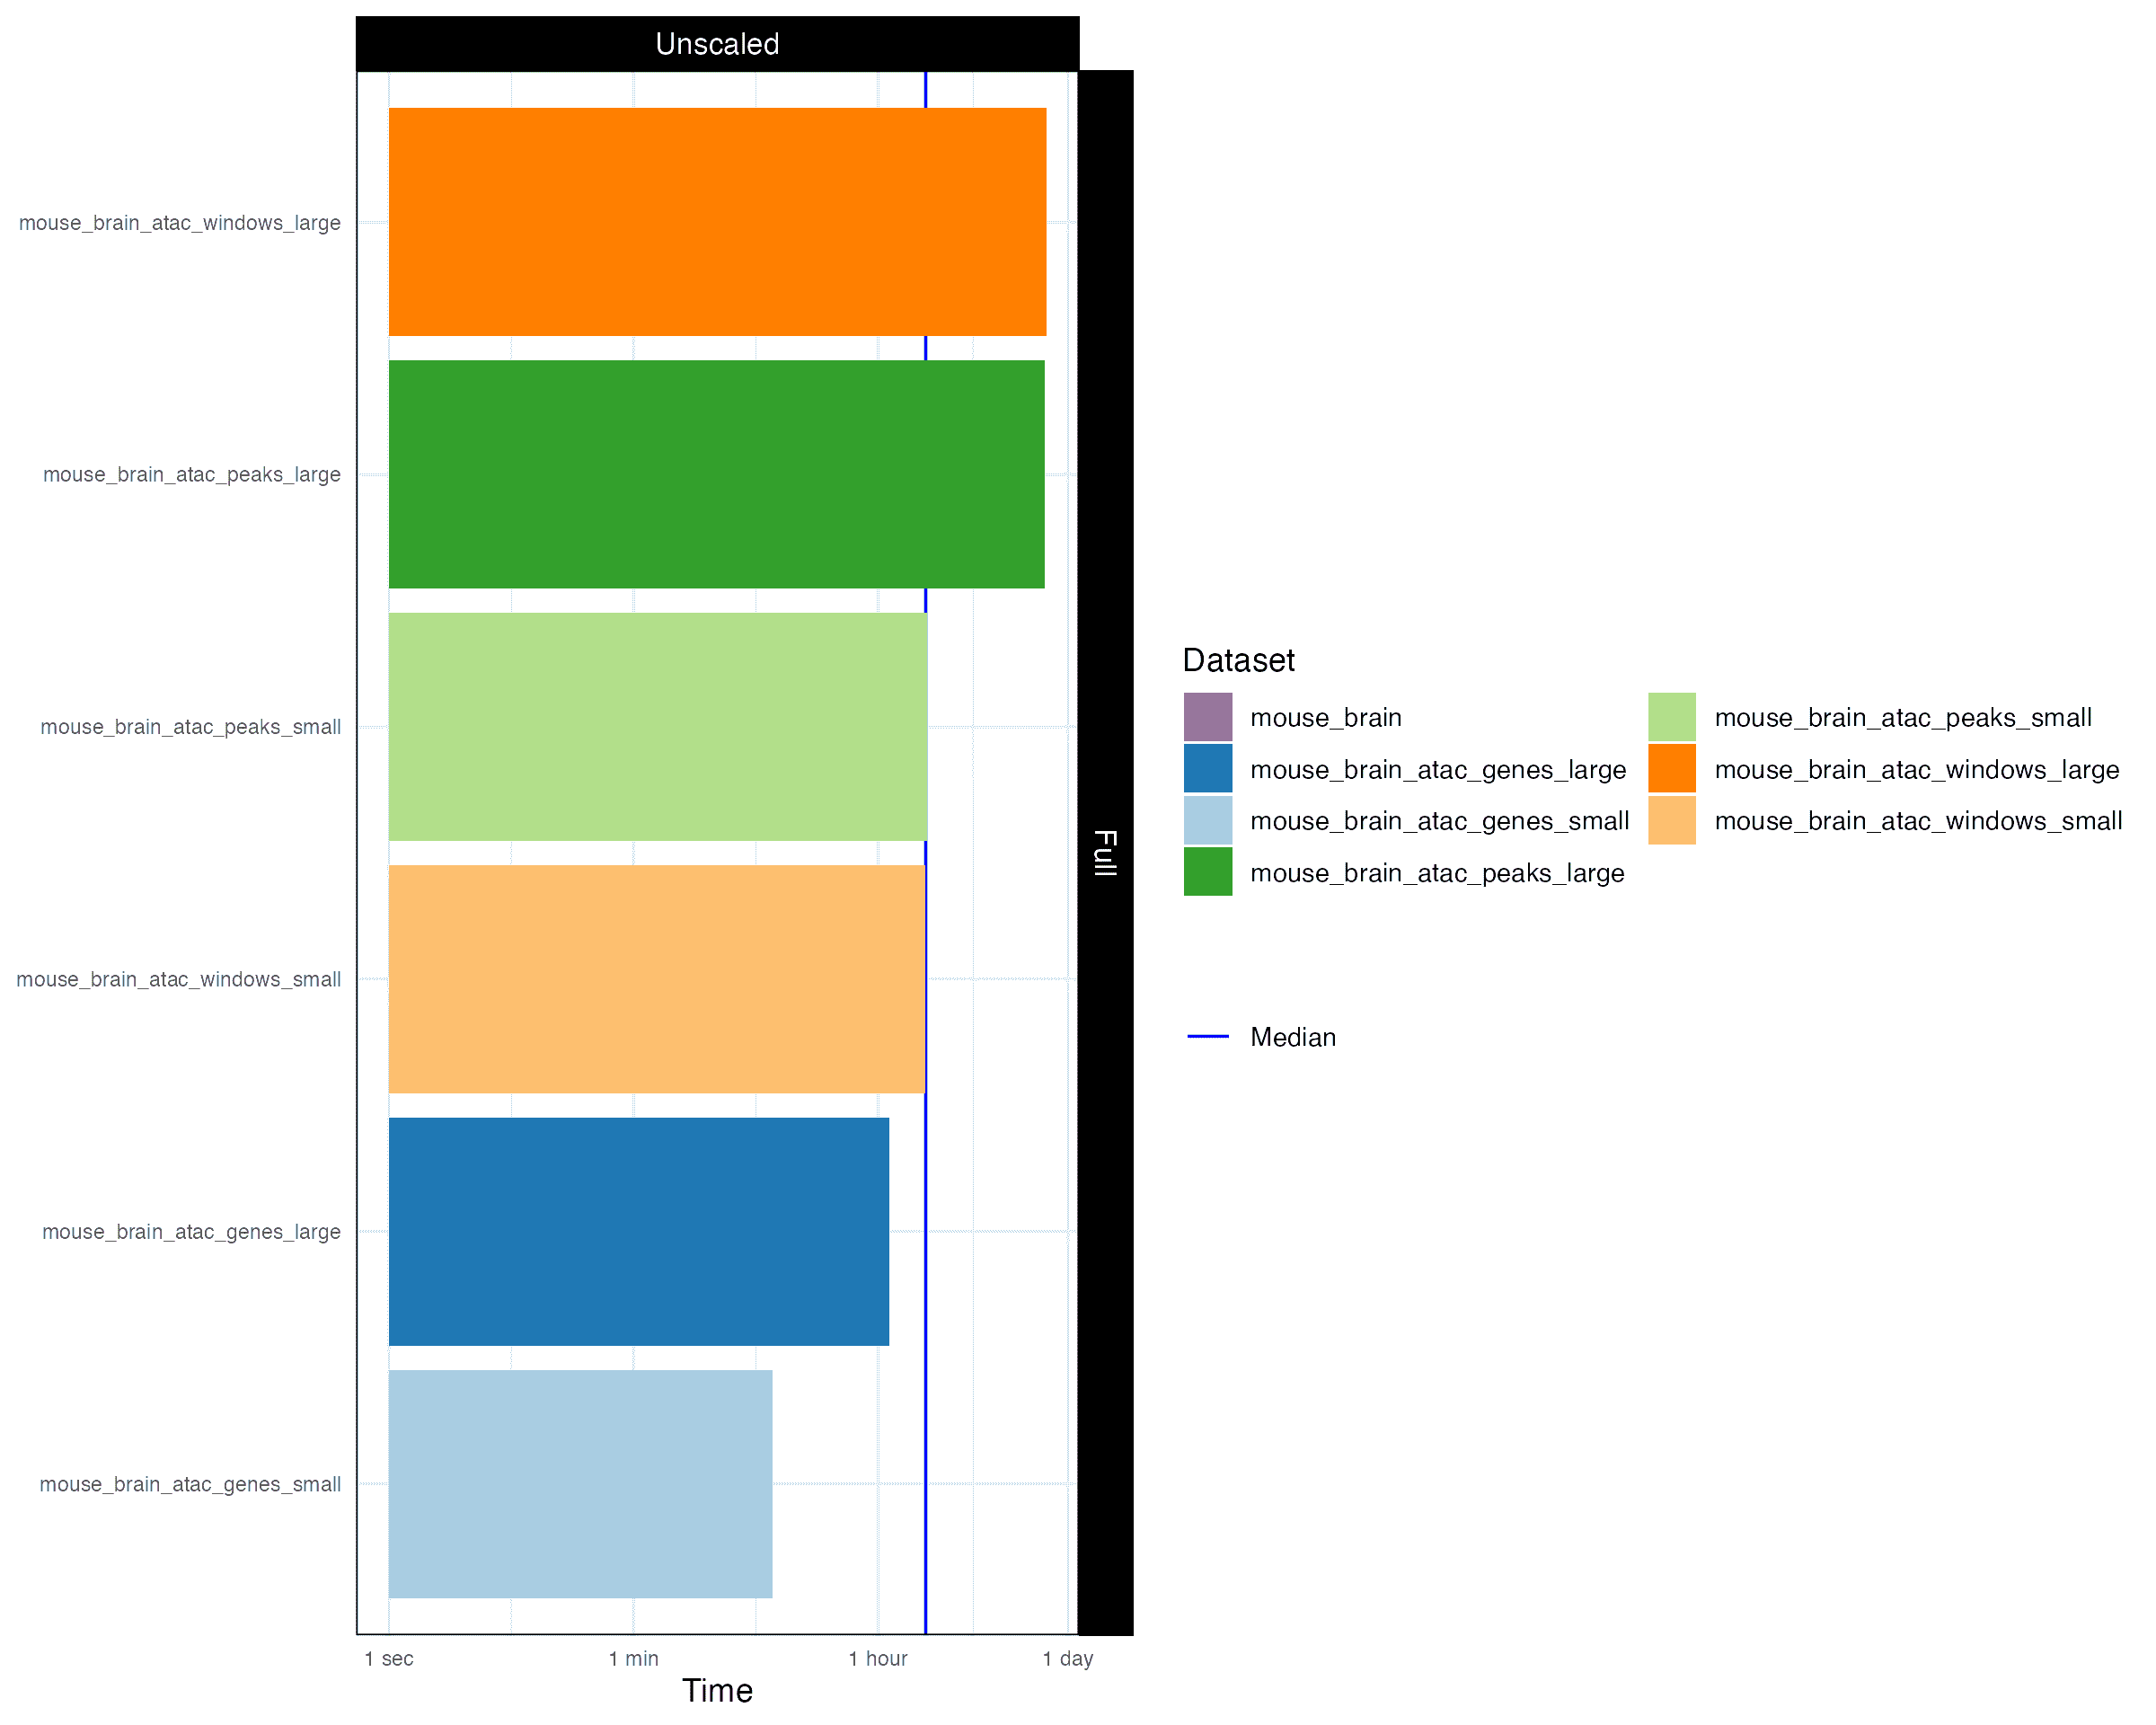 Unscaled
mouse_brain_atac_windows_large
mouse_brain_atac_peaks_large
mouse_brain_atac_peaks_small
mouse_brain_atac_windows_small
mouse_brain_atac_genes_large
mouse_brain_atac_genes_small
1 sec
1 min
1 hour
1 day
Time
Full
Dataset
mouse_brain
mouse_brain_atac_genes_large
mouse_brain_atac_genes_small
mouse_brain_atac_peaks_large
mouse_brain_atac_peaks_small
mouse_brain_atac_windows_large
mouse_brain_atac_windows_small
Median